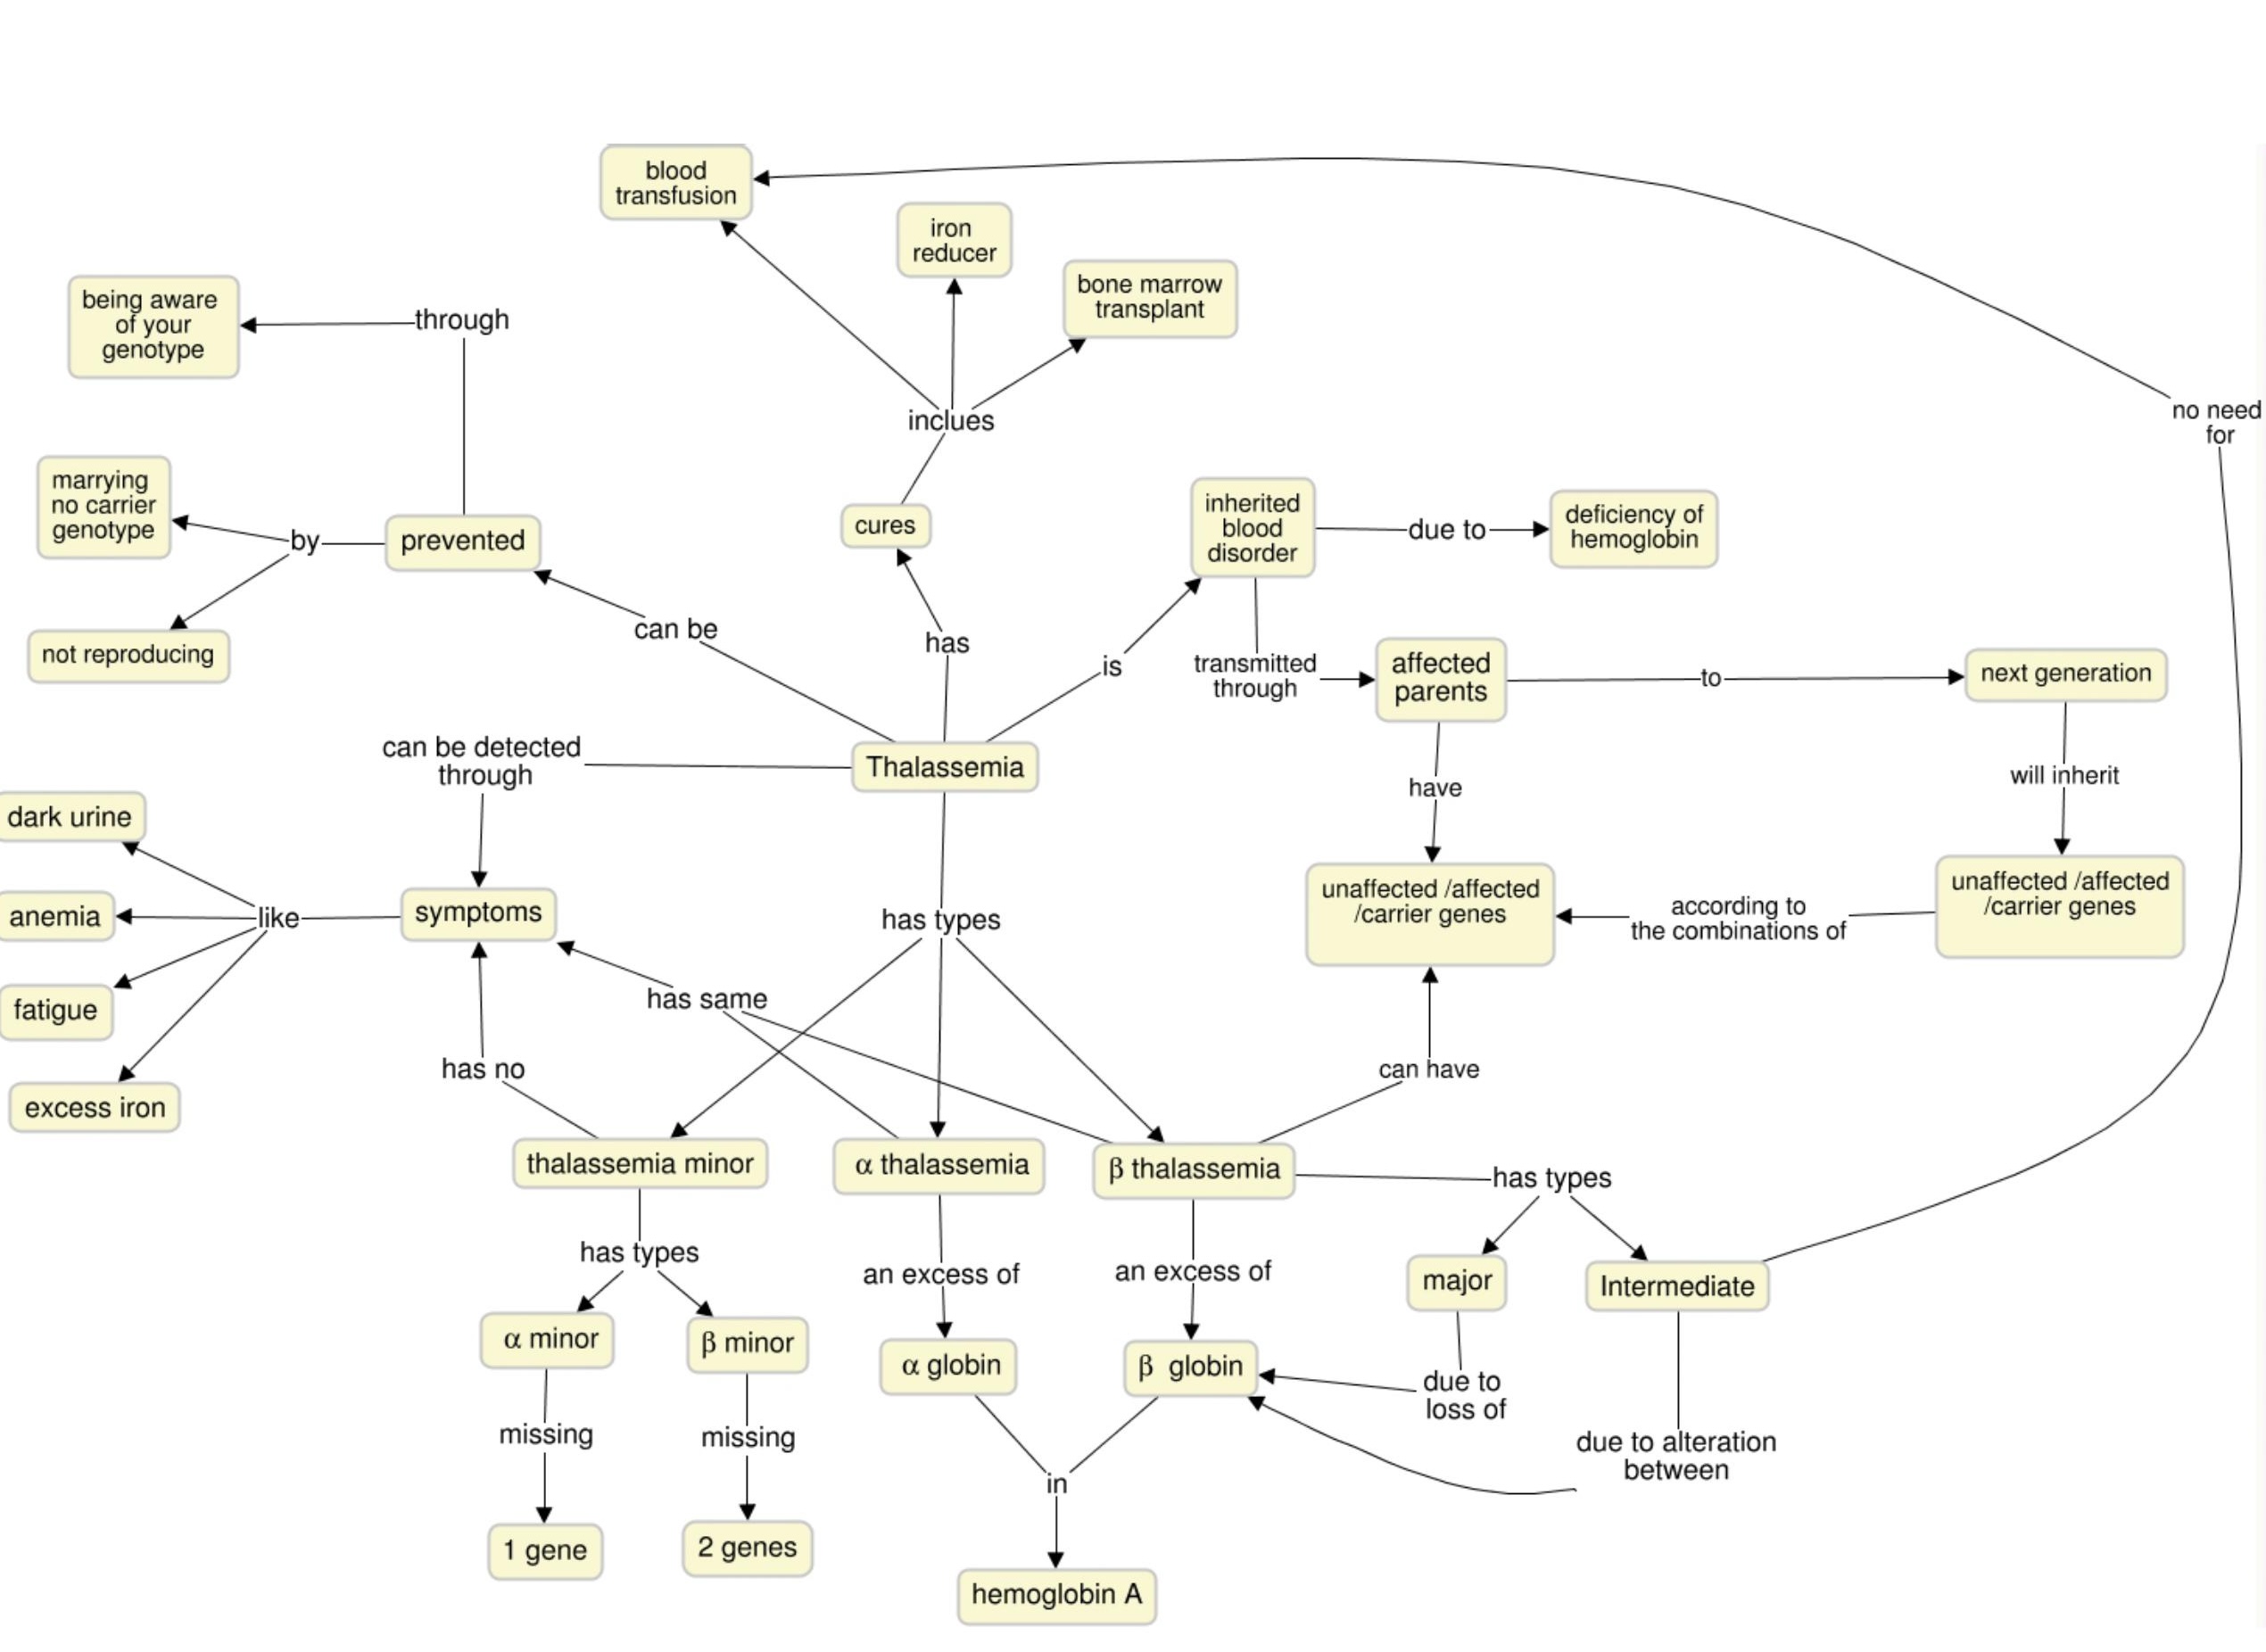 blood
transfusion
iron
reducer
bone marrow
transplant
being aware
of your
genotype
through
no need
for
inclues
marrying
no carrier
genotype
by
prevented
cures
inherited
blood
disorder
due to
deficiency of
hemoglobin
not reproducing
can be
has
is
transmitted
through
affected
parents
to
next generation
can be detected
through
Thalassemia
have
will inherit
dark urine
anemia
fatigue
excess iron
like
symptoms
has types
unaffected /affected
/carrier genes
according to
the combinations of
unaffected /affected
/carrier genes
has same
has no
can have
thalassemia minor
α thalassemia
β thalassemia
has types
has types
an excess of
an excess of
major
Intermediate
α minor
β minor
α globin
β globin
due to
loss of
missing
missing
due to alteration
between
in
1 gene
2 genes
hemoglobin A